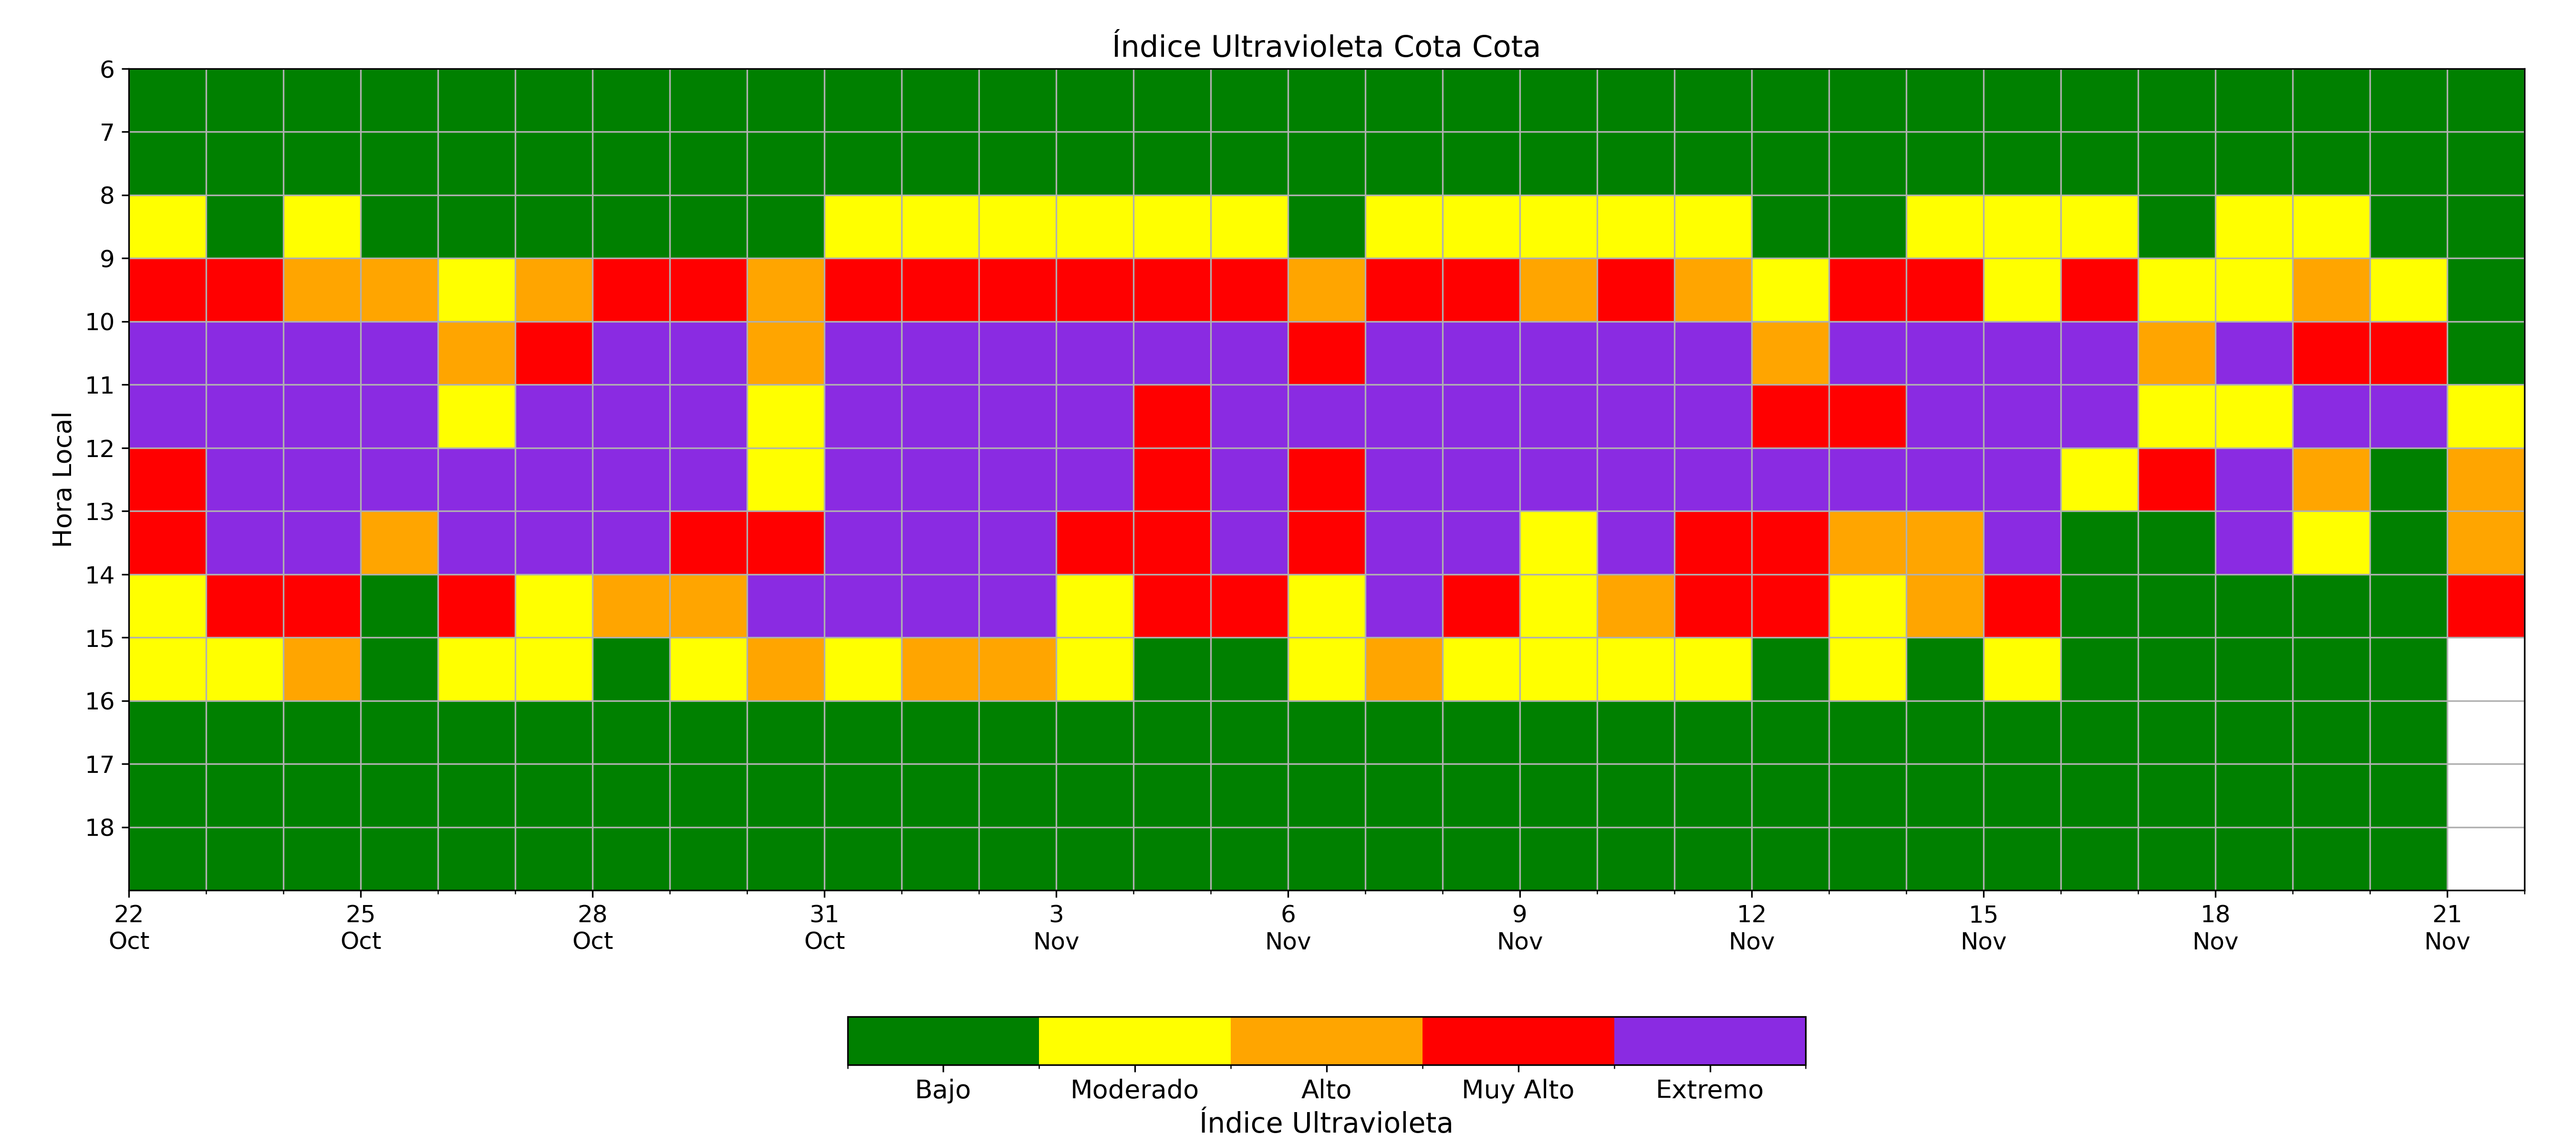 Índice Ultravioleta Cota Cota
6
7
8
9
10
11
12
13
14
15
16
17
18
Hora Local
22 25 28 31 3 6 9 12 15 18 21
Oct Oct Oct Oct Nov Nov Nov Nov Nov Nov Nov
Bajo Moderado Alto Muy Alto Extremo
Índice Ultravioleta